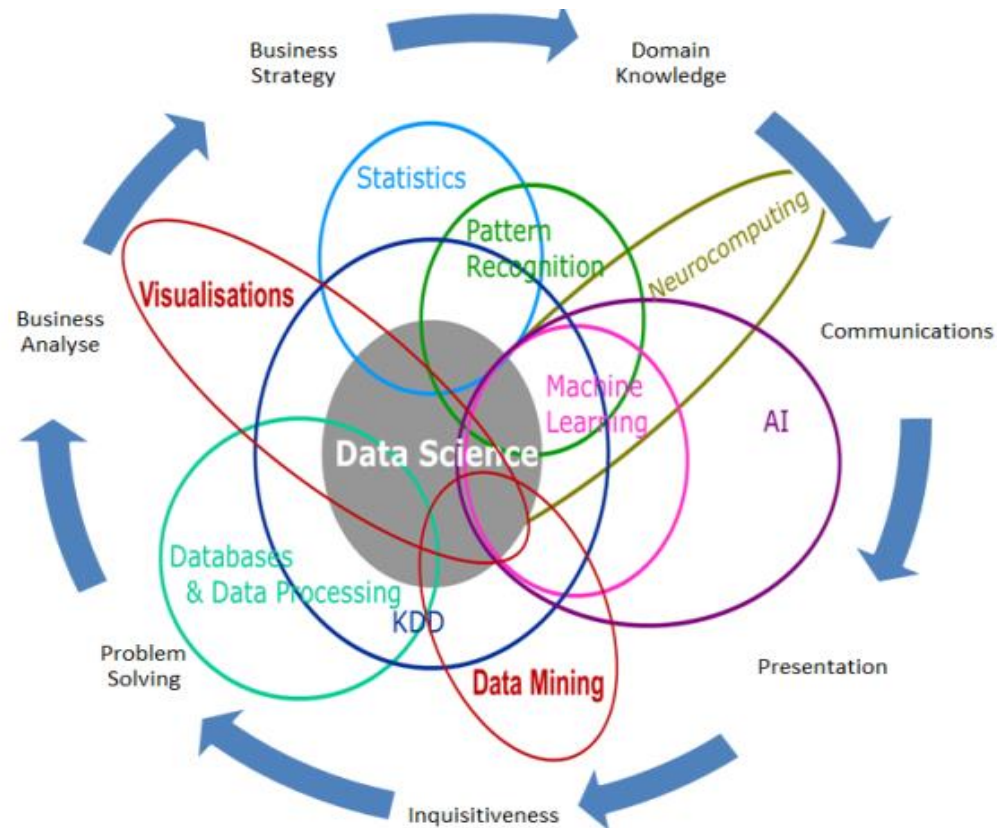 Business
Strategy
Domain
Knowledge
Statistics
Pattern
Recognition
Neurocomputing
Visualisations
Business
Analyse
Communications
Machine
Learning
AI
Data Science
Databases
& Data Processing
KDD
Problem
Solving
Presentation
Data Mining
Inquisitiveness